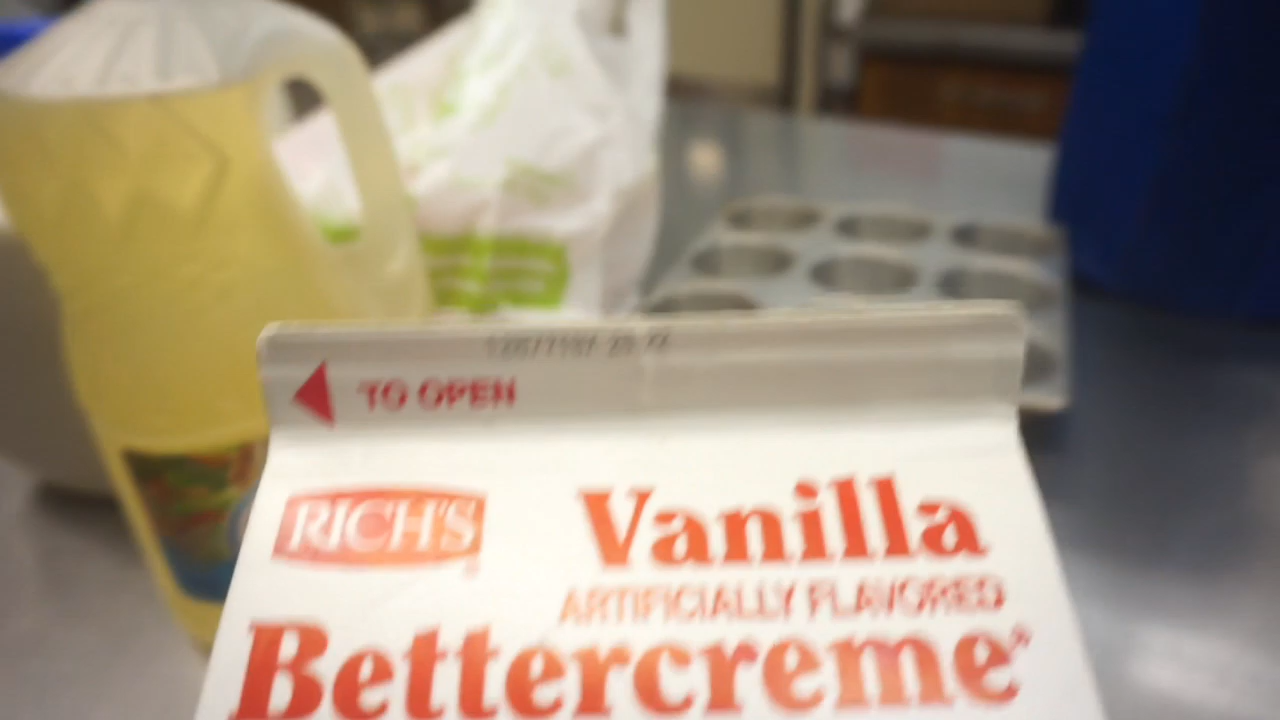 TO OPEN
RICH'S
Vanilla
ARTIFICIALLY FLAVORED
Bettercreme®